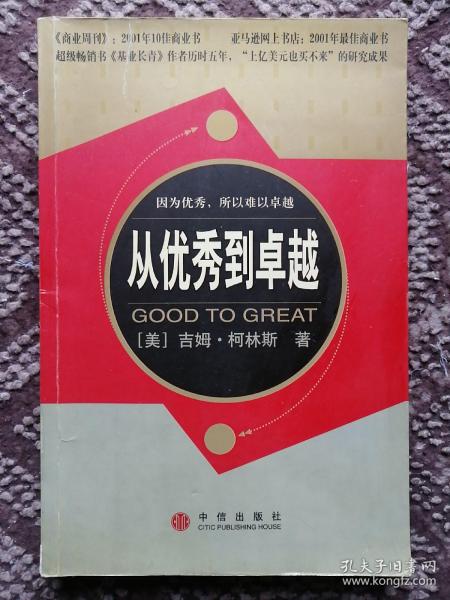 《商业周刊》：2001年10佳商业书 亚马逊网上书店：2001年最佳商业书
超级畅销书《基业长青》作者历时五年，“上亿美元也买不来”的研究成果
因为优秀，所以难以卓越
从优秀到卓越
GOOD TO GREAT
[美] 吉姆·柯林斯 著
中信出版社
CITIC PUBLISHING HOUSE
孔夫子旧书网
www.kongfz.com